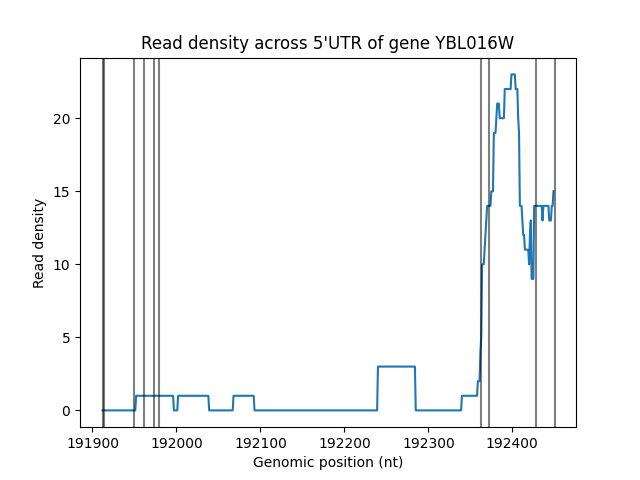 Read density across 5'UTR of gene YBL016W
20
15
10
5
0
Read density
191900 192000 192100 192200 192300 192400
Genomic position (nt)